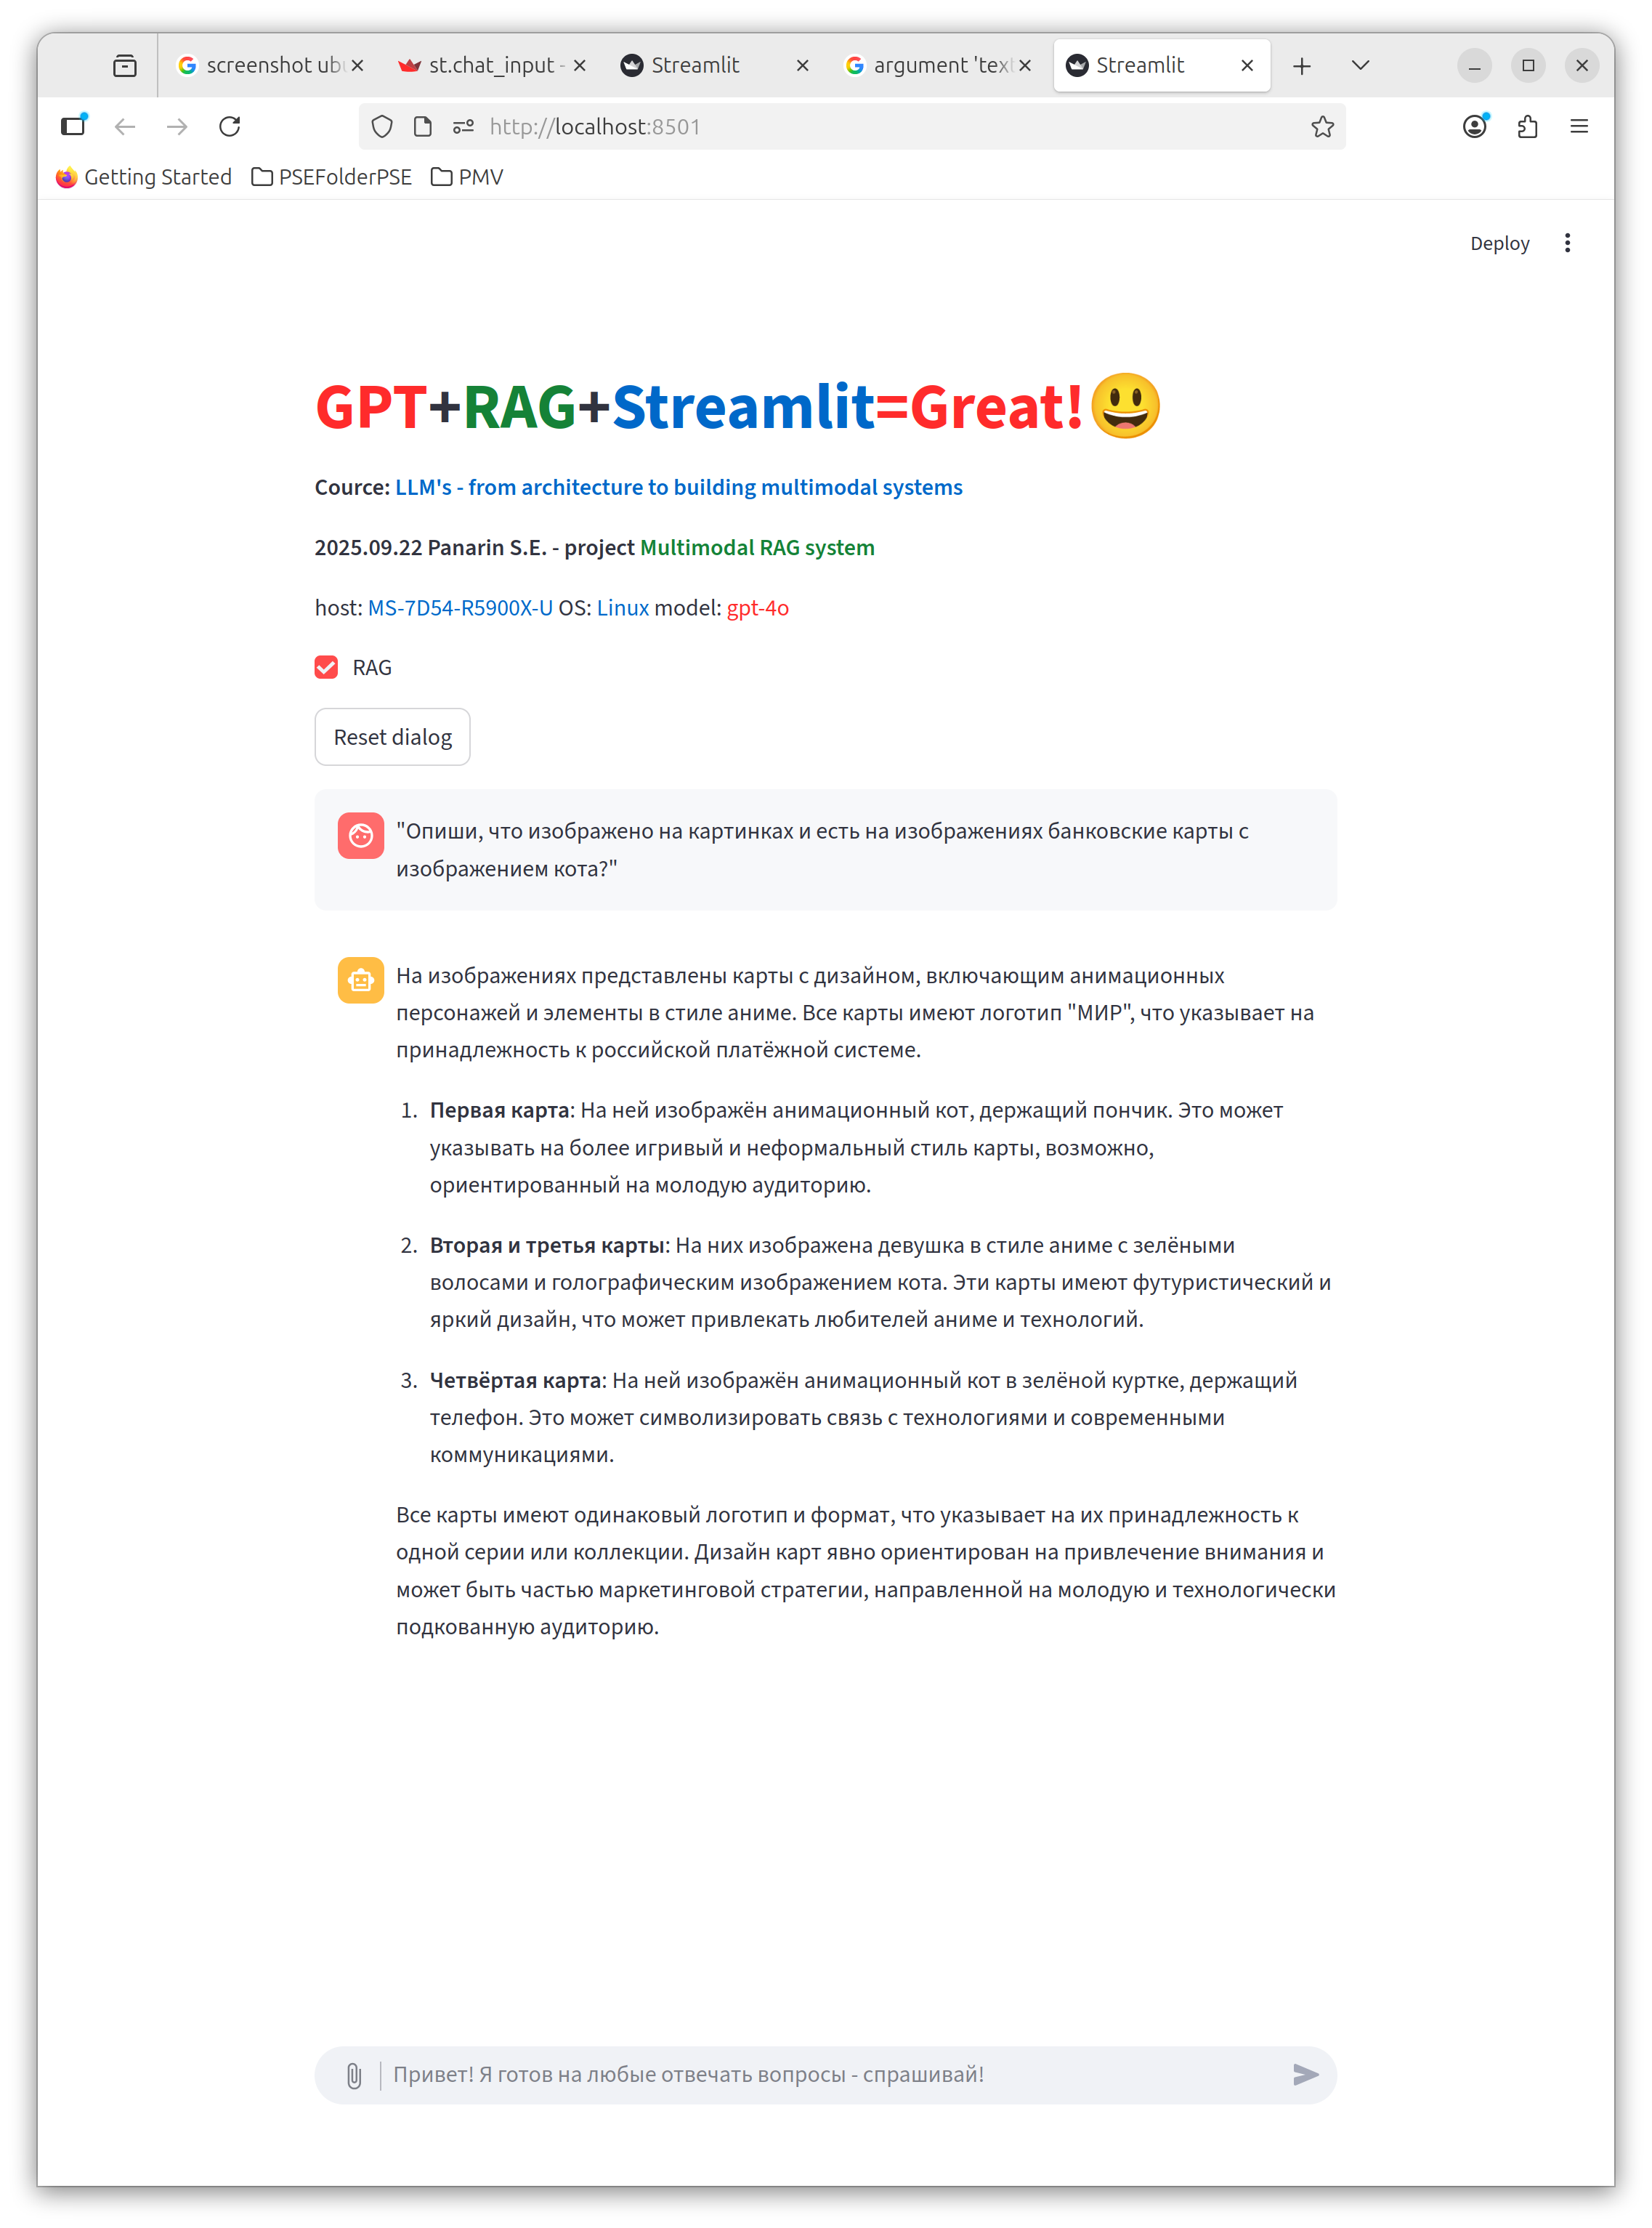 screenshot ubu
st.chat_input -
Streamlit
argument 'text
Streamlit
http://localhost:8501
Getting Started
PSEFolderPSE
PMV
Deploy
GPT+RAG+Streamlit=Great!😃
Cource: LLM's - from architecture to building multimodal systems
2025.09.22 Panarin S.E. - project Multimodal RAG system
host: MS-7D54-R5900X-U OS: Linux model: gpt-4o
RAG
Reset dialog
"Опиши, что изображено на картинках и есть на изображениях банковские карты с
изображением кота?"
На изображениях представлены карты с дизайном, включающим анимационных
персонажей и элементы в стиле аниме. Все карты имеют логотип "МИР", что указывает на
принадлежность к российской платёжной системе.
1. Первая карта: На ней изображён анимационный кот, держащий пончик. Это может
указывать на более игривый и неформальный стиль карты, возможно,
ориентированный на молодую аудиторию.
2. Вторая и третья карты: На них изображена девушка в стиле аниме с зелёными
волосами и голографическим изображением кота. Эти карты имеют футуристический и
яркий дизайн, что может привлекать любителей аниме и технологий.
3. Четвёртая карта: На ней изображён анимационный кот в зелёной куртке, держащий
телефон. Это может символизировать связь с технологиями и современными
коммуникациями.
Все карты имеют одинаковый логотип и формат, что указывает на их принадлежность к
одной серии или коллекции. Дизайн карт явно ориентирован на привлечение внимания и
может быть частью маркетинговой стратегии, направленной на молодую и технологически
подкованную аудиторию.
Привет! Я готов на любые отвечать вопросы - спрашивай!